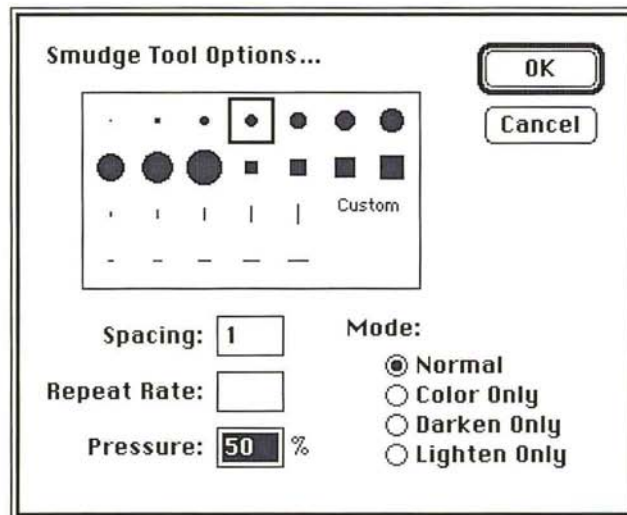 Smudge Tool Options...
OK
Cancel
Custom
Spacing: 1
Repeat Rate:
Pressure: 50 %
Mode:
Normal
Color Only
Darken Only
Lighten Only